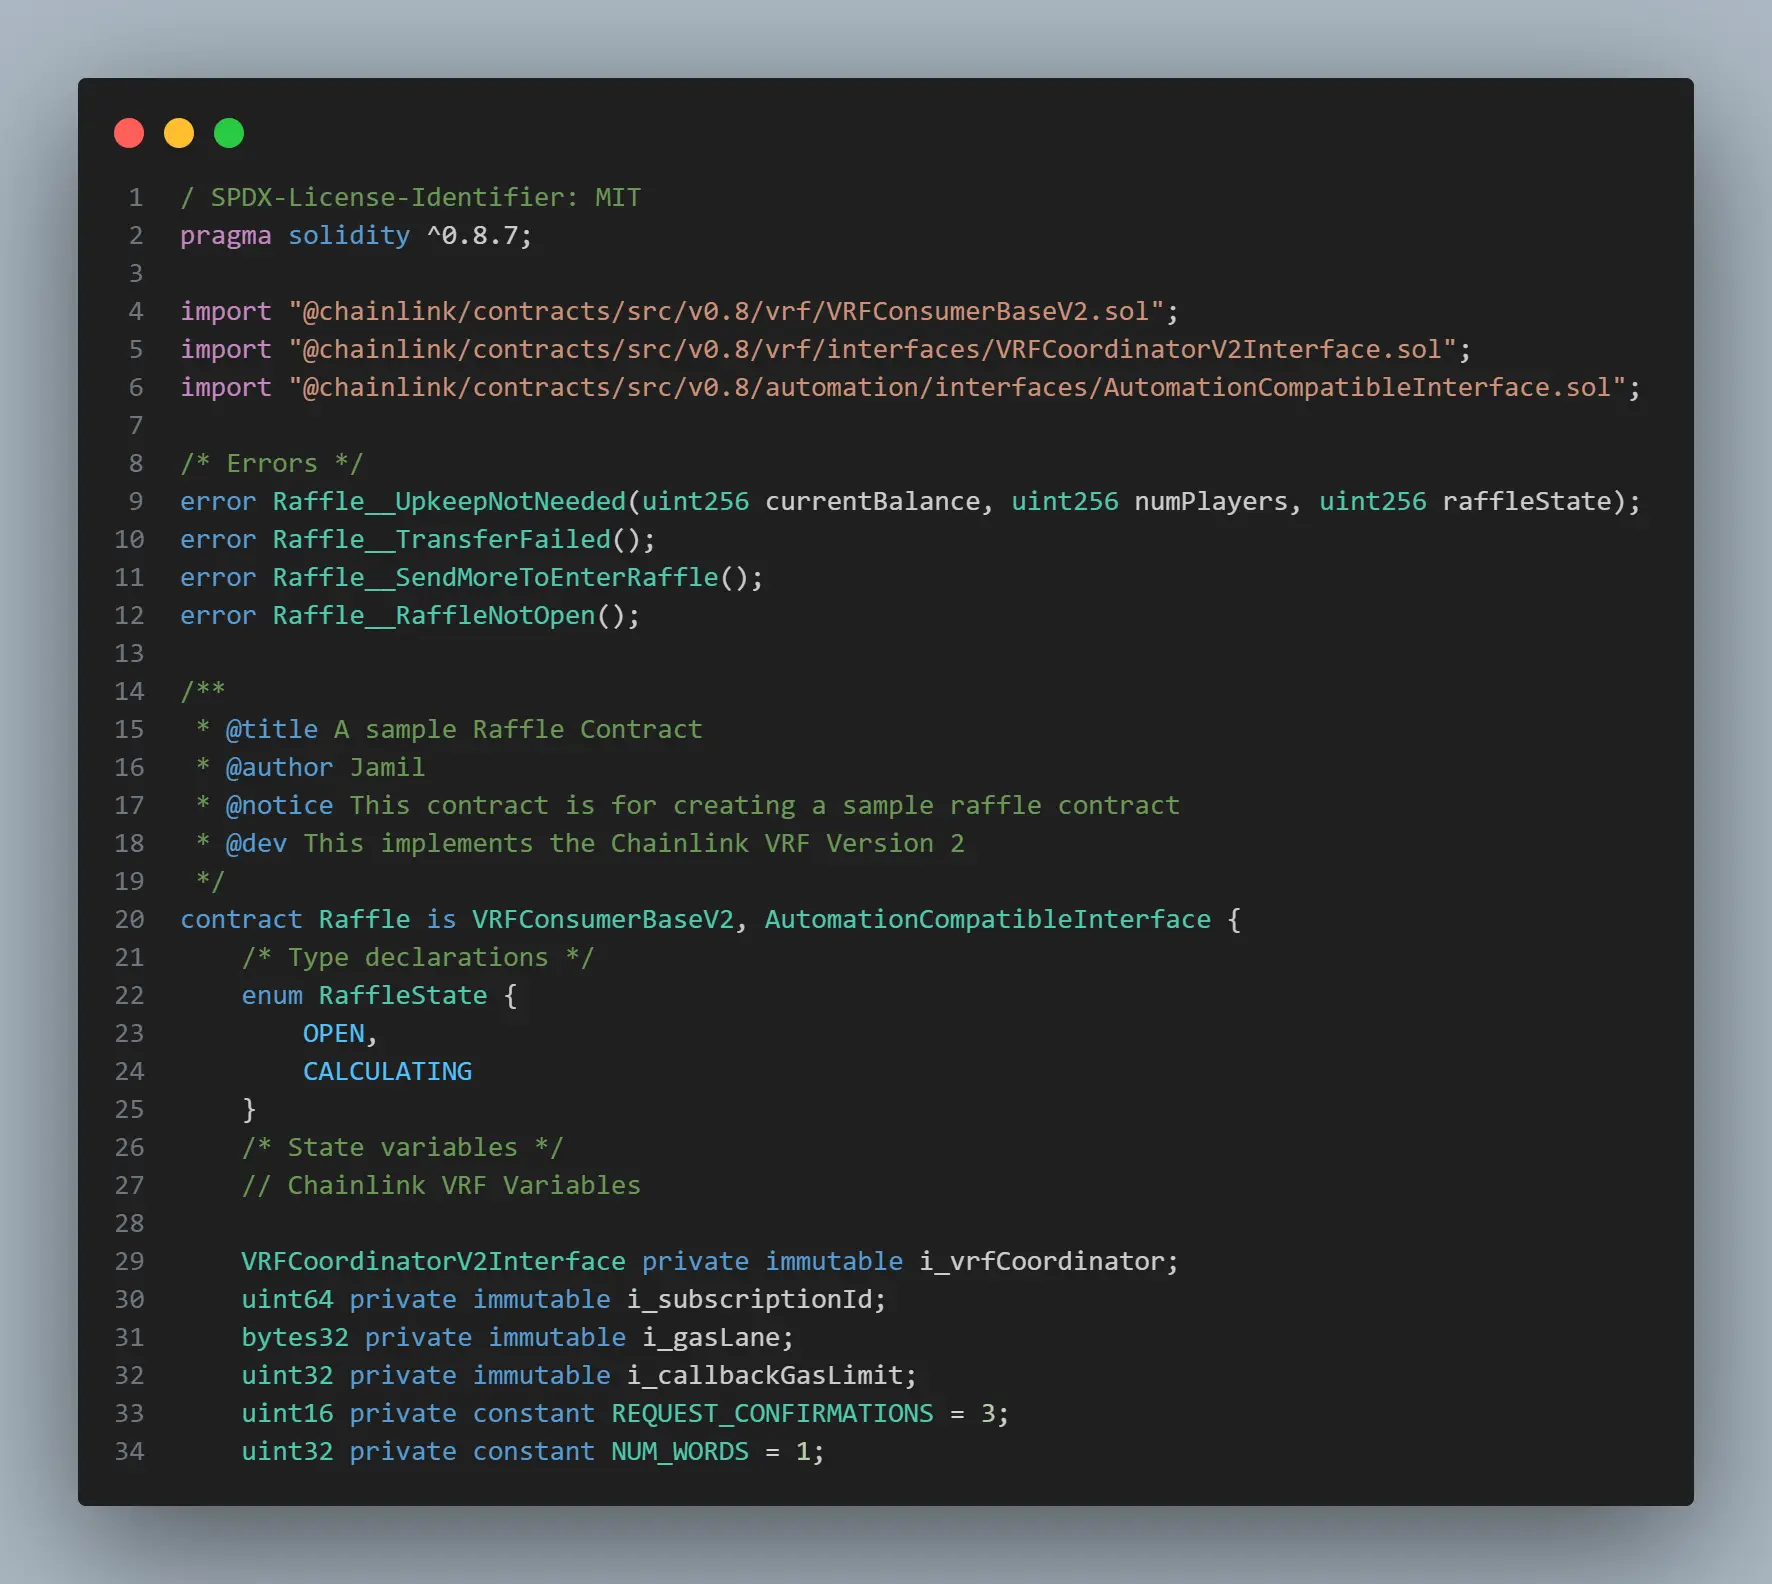 1 / SPDX-License-Identifier: MIT
2 pragma solidity ^0.8.7;
3
4 import "@chainlink/contracts/src/v0.8/vrf/VRFConsumerBaseV2.sol";
5 import "@chainlink/contracts/src/v0.8/vrf/interfaces/VRFCoordinatorV2Interface.sol";
6 import "@chainlink/contracts/src/v0.8/automation/interfaces/AutomationCompatibleInterface.sol";
7
8 /* Errors */
9 error Raffle__UpkeepNotNeeded(uint256 currentBalance, uint256 numPlayers, uint256 raffleState);
10 error Raffle__TransferFailed();
11 error Raffle__SendMoreToEnterRaffle();
12 error Raffle__RaffleNotOpen();
13
14 /**
15  * @title A sample Raffle Contract
16  * @author Jamil
17  * @notice This contract is for creating a sample raffle contract
18  * @dev This implements the Chainlink VRF Version 2
19  */
20 contract Raffle is VRFConsumerBaseV2, AutomationCompatibleInterface {
21     /* Type declarations */
22     enum RaffleState {
23         OPEN,
24         CALCULATING
25     }
26     /* State variables */
27     // Chainlink VRF Variables
28
29     VRFCoordinatorV2Interface private immutable i_vrfCoordinator;
30     uint64 private immutable i_subscriptionId;
31     bytes32 private immutable i_gasLane;
32     uint32 private immutable i_callbackGasLimit;
33     uint16 private constant REQUEST_CONFIRMATIONS = 3;
34     uint32 private constant NUM_WORDS = 1;